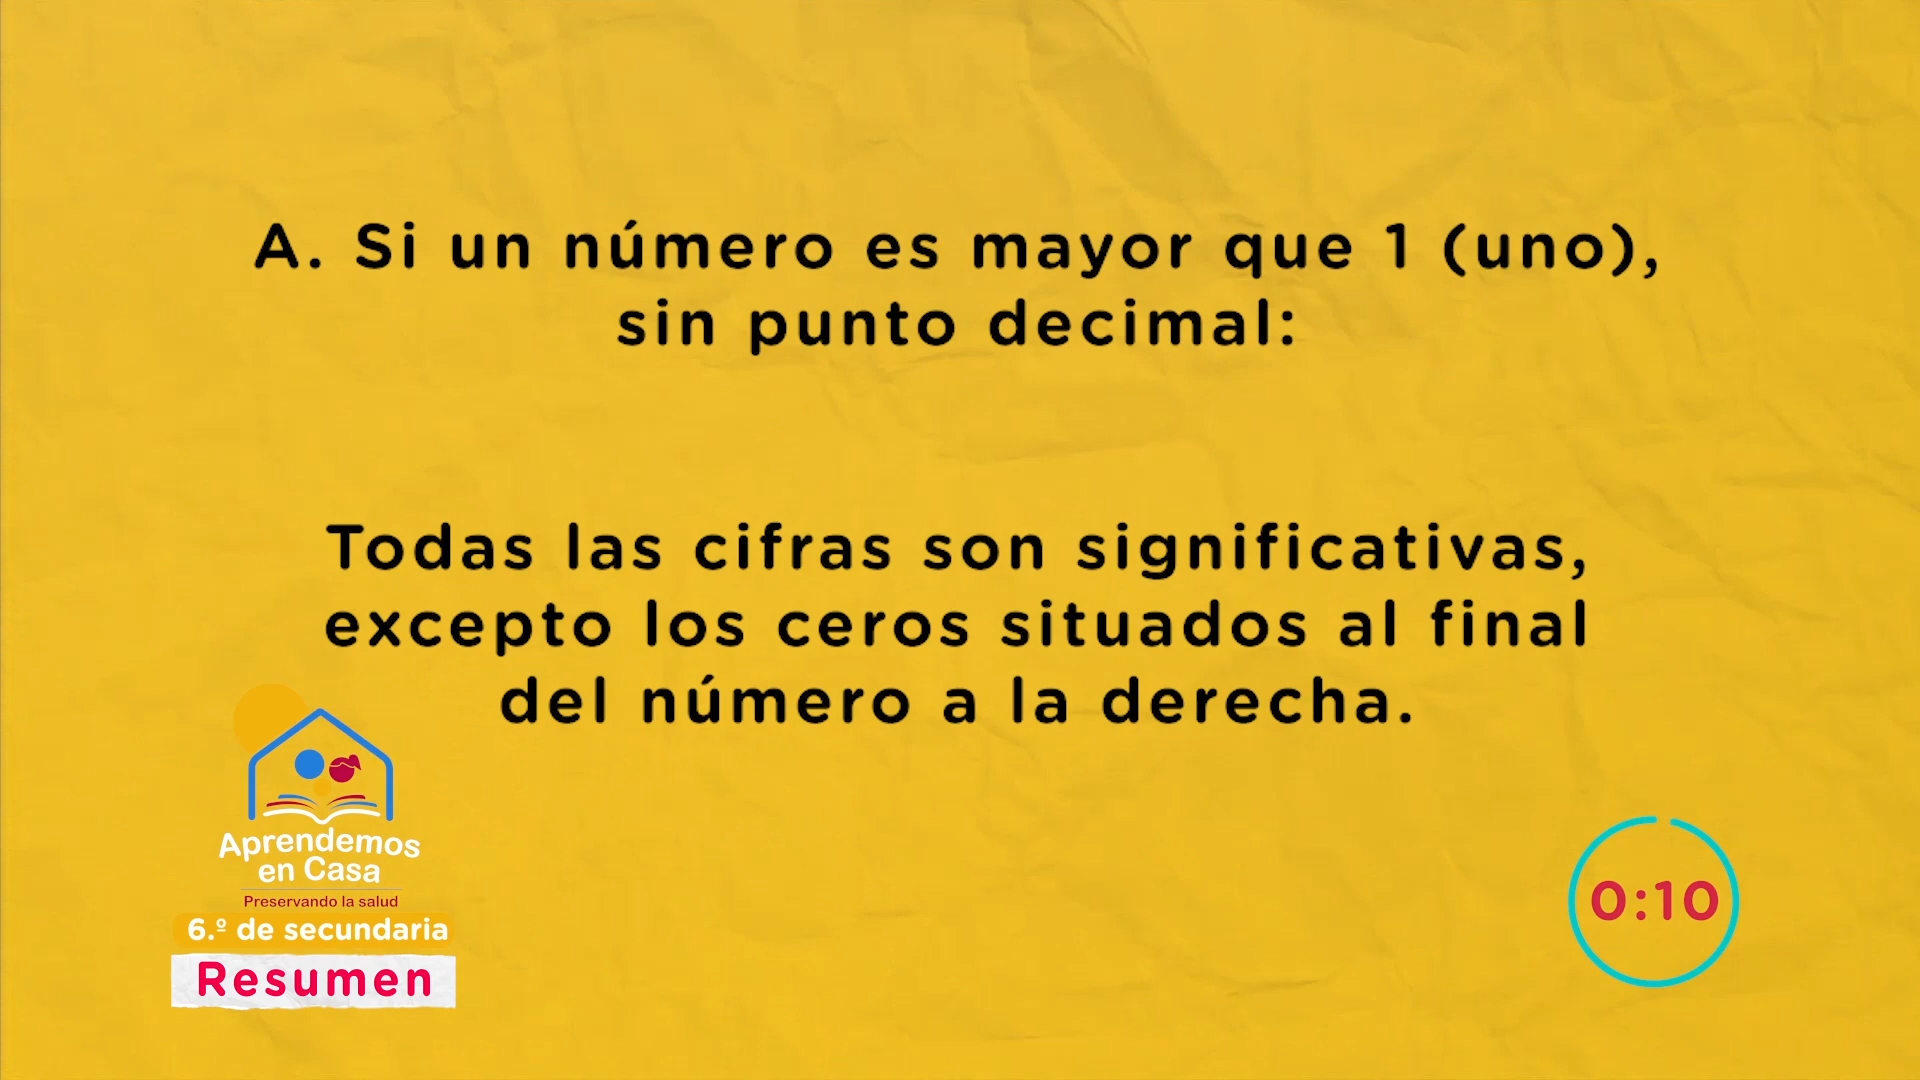 A. Si un número es mayor que 1 (uno),
sin punto decimal:
Todas las cifras son significativas,
excepto los ceros situados al final
del número a la derecha.
Aprendemos
en Casa
Preservando la salud
6.º de secundaria
Resumen
0:10